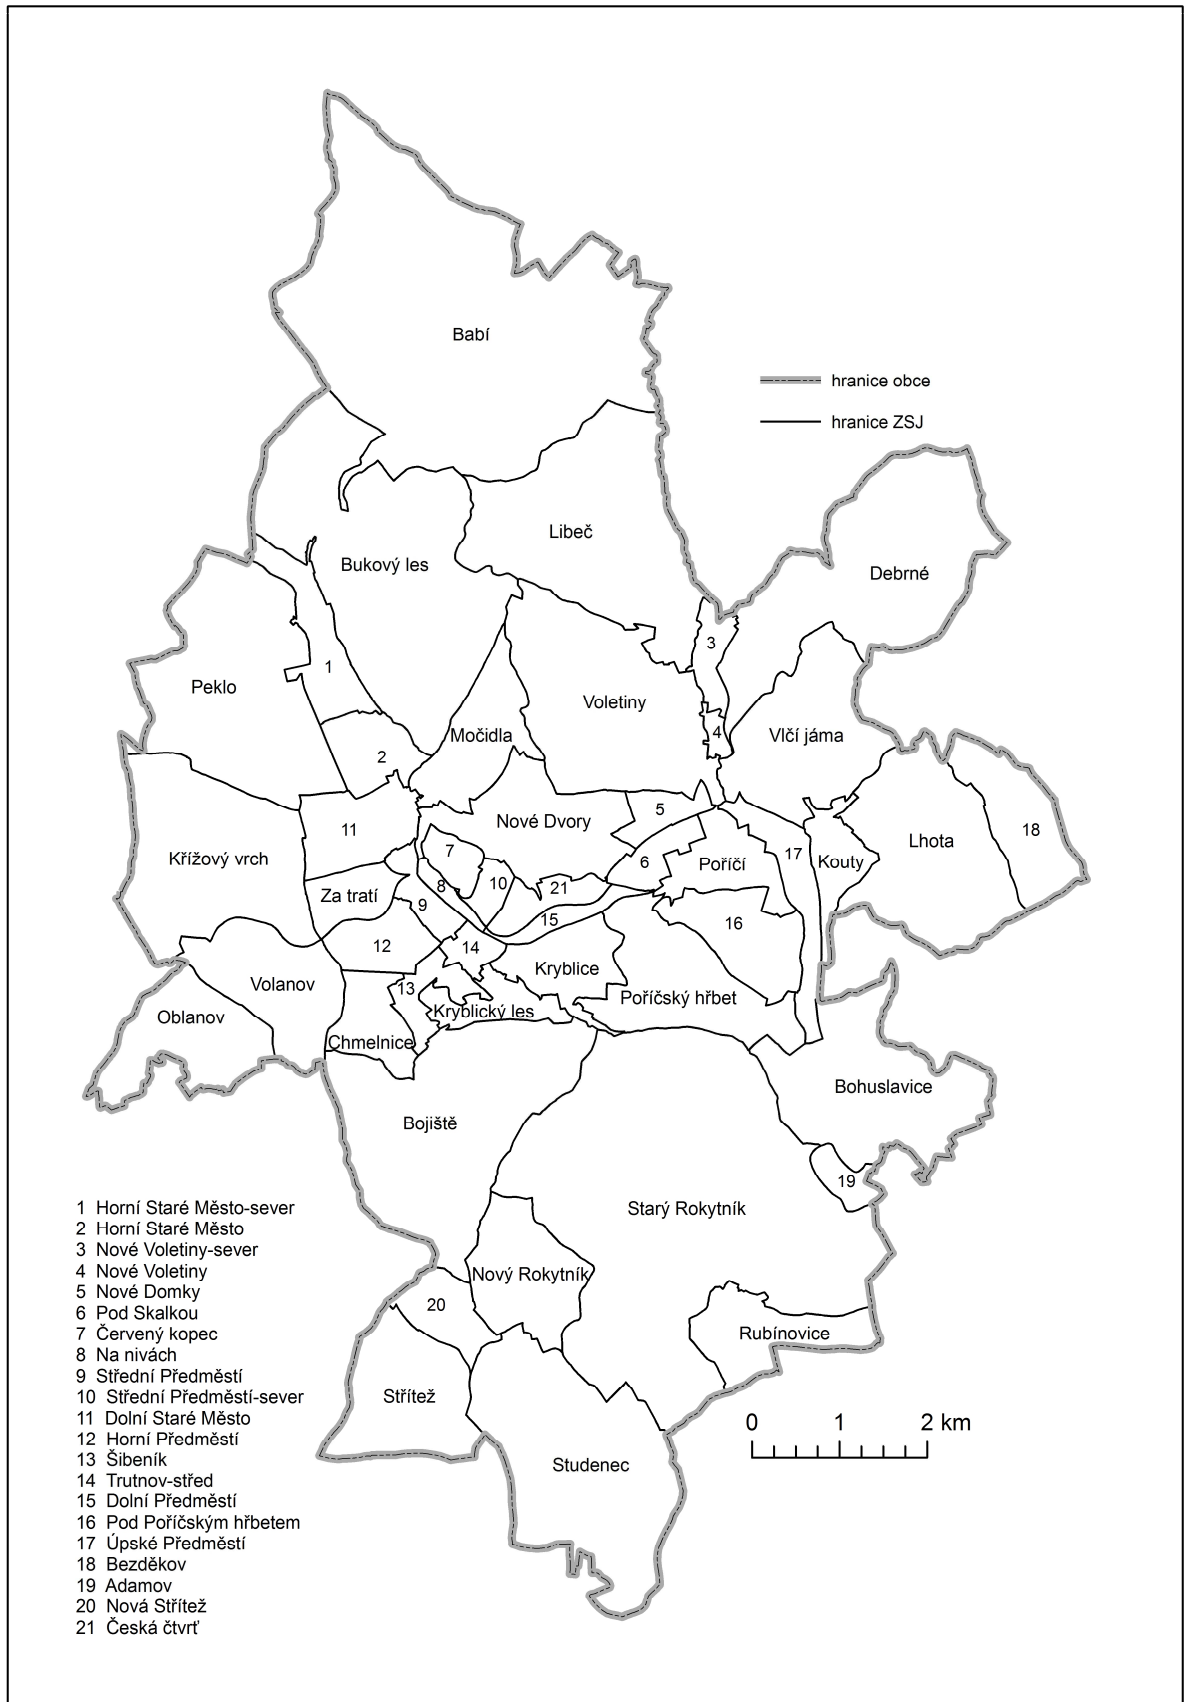 Babí
hranice obce
hranice ZSJ
Libeč
Bukový les
Debrné
3
1
Peklo
Voletiny
4
Močidla
Vlčí jáma
2
5
Nové Dvory
11
18
Lhota
7
17
Křížový vrch
6
Poříčí
Kouty
10
8
21
Za tratí
9
15
16
12
14
Kryblice
Volanov
13
Poříčský hřbet
Kryblický les
Oblanov
Chmelnice
Bohuslavice
Bojiště
19
Starý Rokytník
Nový Rokytník
20
Rubínovice
Střítež
Studenec
0 1 2 km
1 Horní Staré Město-sever
2 Horní Staré Město
3 Nové Voletiny-sever
4 Nové Voletiny
5 Nové Domky
6 Pod Skalkou
7 Červený kopec
8 Na nivách
9 Střední Předměstí
10 Střední Předměstí-sever
11 Dolní Staré Město
12 Horní Předměstí
13 Šibeník
14 Trutnov-střed
15 Dolní Předměstí
16 Pod Poříčským hřbetem
17 Úpské Předměstí
18 Bezděkov
19 Adamov
20 Nová Střítež
21 Česká čtvrť